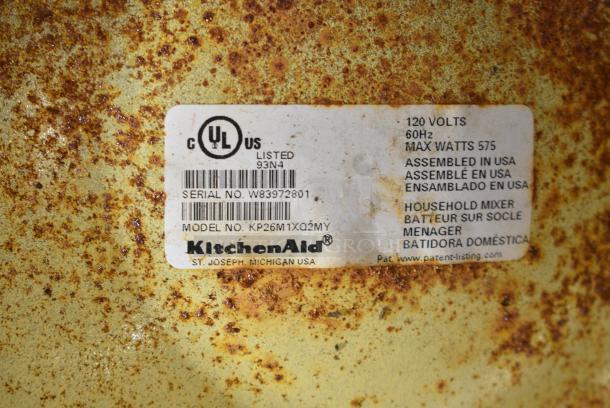 C UL US
LISTED
93N4
SERIAL NO. W83972801
MODEL NO. KP26M1XQ2MY
KitchenAid®
ST. JOSEPH, MICHIGAN USA
120 VOLTS
60Hz
MAX WATTS 575
ASSEMBLED IN USA
ASSEMBLÉ EN USA
ENSAMBLADO EN USA
HOUSEHOLD MIXER
BATTEUR SUR SOCLE
MENAGER
BATIDORA DOMÉSTICA
Pat. www.patent-listing.com
GROUP